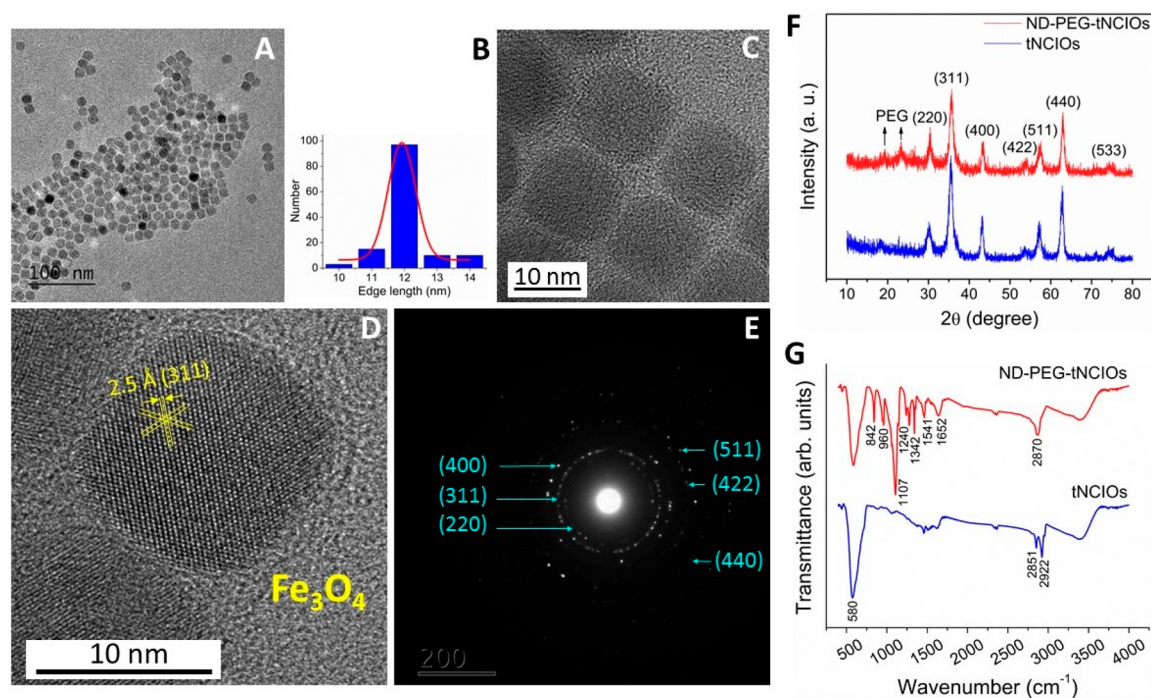 A
100 nm
B
100
80
60
40
20
0
Number
10 11 12 13 14
Edge length (nm)
C
10 nm
D
2.5 Å (311)
Fe3O4
10 nm
E
(400)
(311)
(220)
(511)
(422)
(440)
200
F
ND-PEG-tNCIOs
tNCIOs
Intensity (a. u.)
PEG
(220)
(311)
(400)
(422)
(511)
(440)
(533)
10 20 30 40 50 60 70 80
2θ (degree)
G
ND-PEG-tNCIOs
Transmittance (arb. units)
842
960
1107
1240
1342
1541
1652
2870
tNCIOs
580
2851
2922
500 1000 1500 2000 2500 3000 3500 4000
Wavenumber (cm-1)